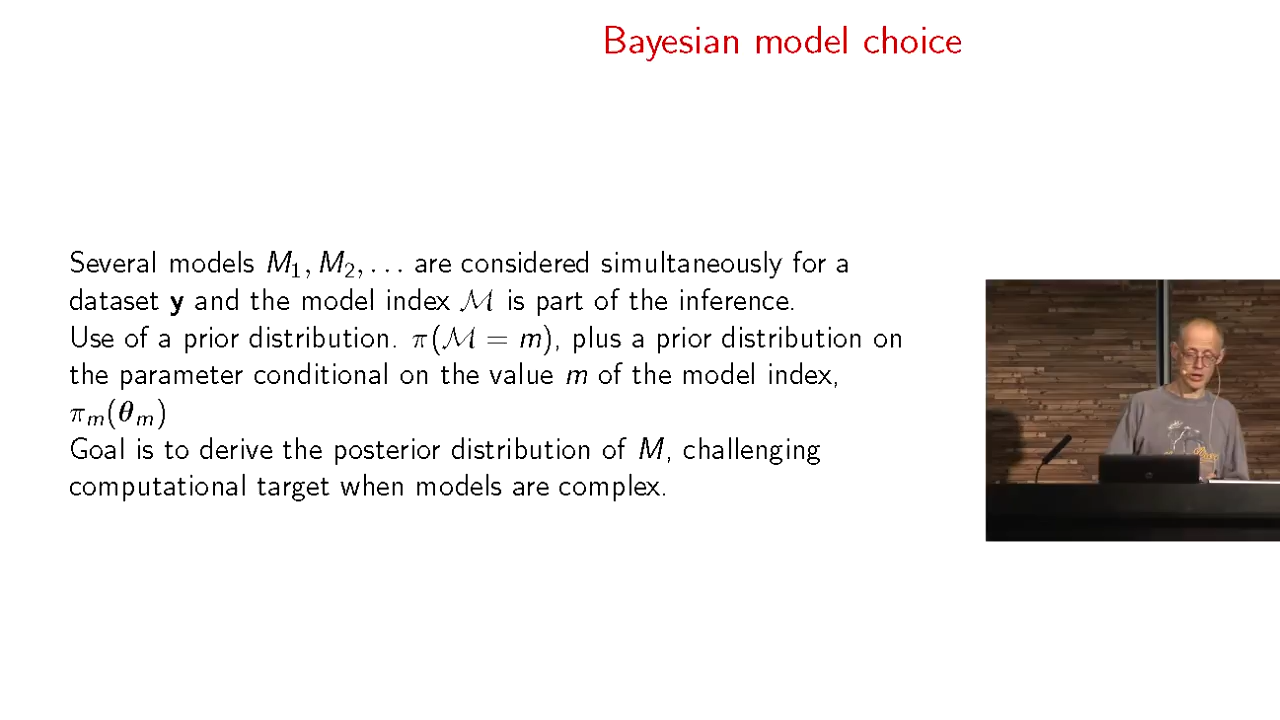 Bayesian model choice
Several models M₁, M₂, . . . are considered simultaneously for a
dataset y and the model index ℳ is part of the inference.
Use of a prior distribution. π(ℳ = m), plus a prior distribution on
the parameter conditional on the value m of the model index,
πₘ(θₘ)
Goal is to derive the posterior distribution of M, challenging
computational target when models are complex.